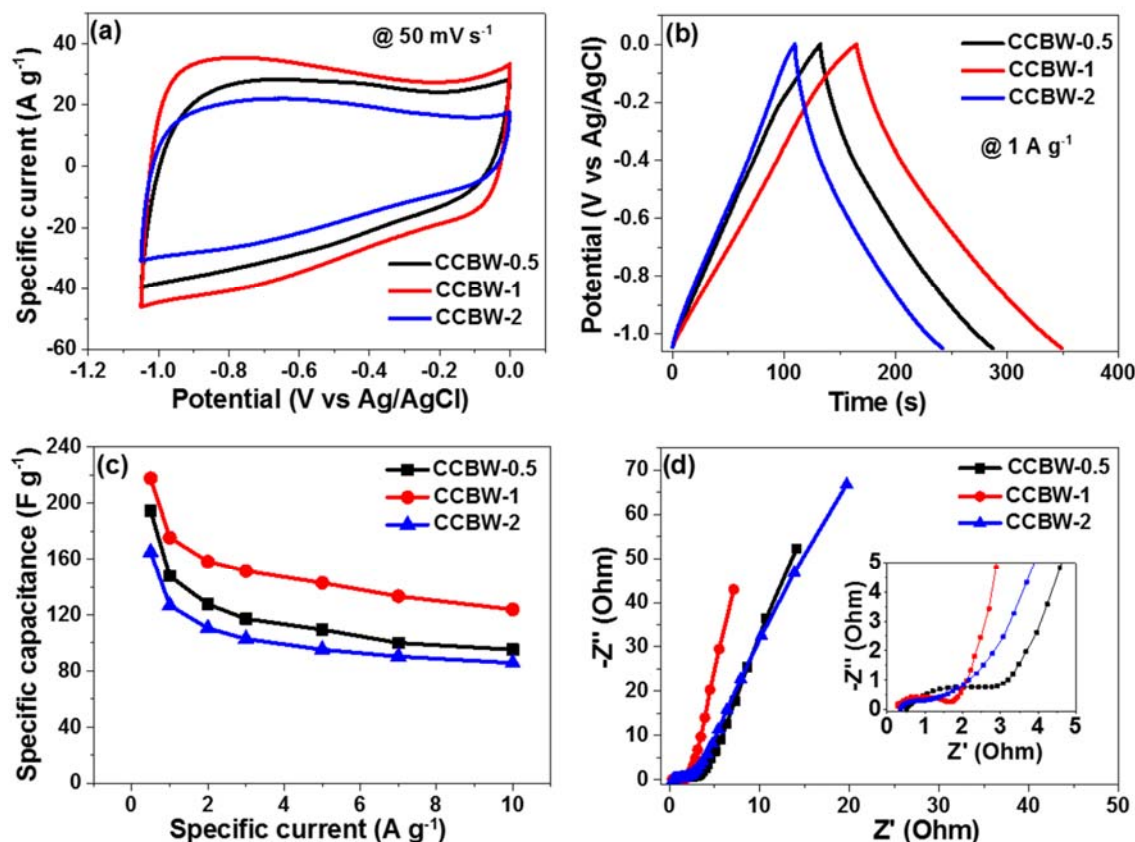 (a)
@ 50 mV s⁻¹
Specific current (A g⁻¹)
40
20
0
-20
-40
-60
CCBW-0.5
CCBW-1
CCBW-2
-1.2 -1.0 -0.8 -0.6 -0.4 -0.2 0.0
Potential (V vs Ag/AgCl)
(b)
CCBW-0.5
CCBW-1
CCBW-2
@ 1 A g⁻¹
Potential (V vs Ag/AgCl)
0.0
-0.2
-0.4
-0.6
-0.8
-1.0
0 100 200 300 400
Time (s)
(c)
CCBW-0.5
CCBW-1
CCBW-2
Specific capacitance (F g⁻¹)
240
200
160
120
80
40
0
0 2 4 6 8 10
Specific current (A g⁻¹)
(d)
CCBW-0.5
CCBW-1
CCBW-2
-Z'' (Ohm)
70
60
50
40
30
20
10
0
0 10 20 30 40 50
Z' (Ohm)
-Z'' (Ohm)
5
4
3
2
1
0
0 1 2 3 4 5
Z' (Ohm)